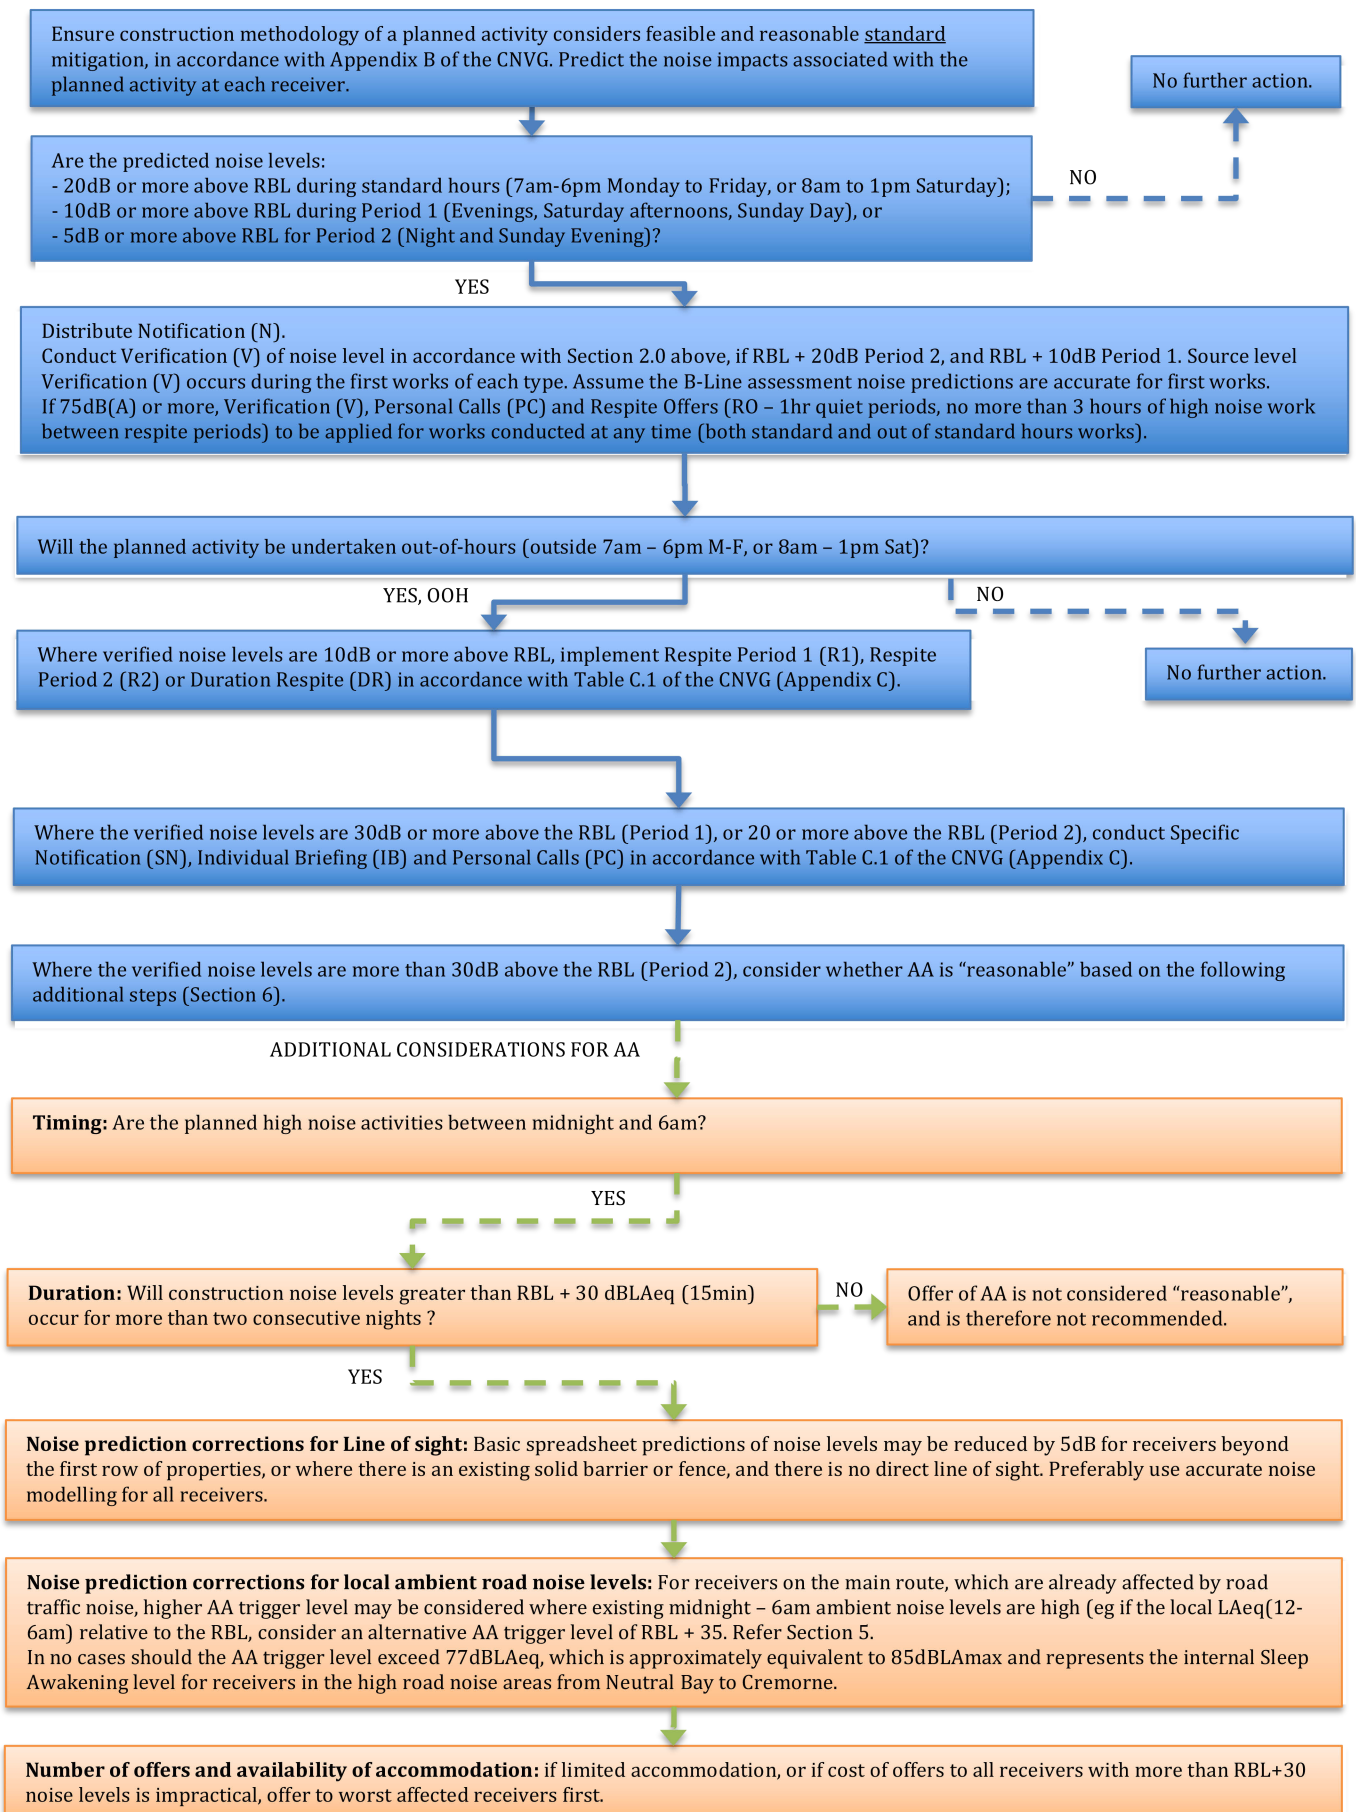 Ensure construction methodology of a planned activity considers feasible and reasonable standard
mitigation, in accordance with Appendix B of the CNVG. Predict the noise impacts associated with the
planned activity at each receiver.
No further action.
Are the predicted noise levels:
- 20dB or more above RBL during standard hours (7am-6pm Monday to Friday, or 8am to 1pm Saturday);
- 10dB or more above RBL during Period 1 (Evenings, Saturday afternoons, Sunday Day), or
- 5dB or more above RBL for Period 2 (Night and Sunday Evening)?
NO
YES
Distribute Notification (N).
Conduct Verification (V) of noise level in accordance with Section 2.0 above, if RBL + 20dB Period 2, and RBL + 10dB Period 1. Source level
Verification (V) occurs during the first works of each type. Assume the B-Line assessment noise predictions are accurate for first works.
If 75dB(A) or more, Verification (V), Personal Calls (PC) and Respite Offers (RO – 1hr quiet periods, no more than 3 hours of high noise work
between respite periods) to be applied for works conducted at any time (both standard and out of standard hours works).
Will the planned activity be undertaken out-of-hours (outside 7am – 6pm M-F, or 8am – 1pm Sat)?
YES, OOH
NO
Where verified noise levels are 10dB or more above RBL, implement Respite Period 1 (R1), Respite
Period 2 (R2) or Duration Respite (DR) in accordance with Table C.1 of the CNVG (Appendix C).
No further action.
Where the verified noise levels are 30dB or more above the RBL (Period 1), or 20 or more above the RBL (Period 2), conduct Specific
Notification (SN), Individual Briefing (IB) and Personal Calls (PC) in accordance with Table C.1 of the CNVG (Appendix C).
Where the verified noise levels are more than 30dB above the RBL (Period 2), consider whether AA is “reasonable” based on the following
additional steps (Section 6).
ADDITIONAL CONSIDERATIONS FOR AA
Timing: Are the planned high noise activities between midnight and 6am?
YES
Duration: Will construction noise levels greater than RBL + 30 dBLAeq (15min)
occur for more than two consecutive nights ?
NO
Offer of AA is not considered “reasonable”,
and is therefore not recommended.
YES
Noise prediction corrections for Line of sight: Basic spreadsheet predictions of noise levels may be reduced by 5dB for receivers beyond
the first row of properties, or where there is an existing solid barrier or fence, and there is no direct line of sight. Preferably use accurate noise
modelling for all receivers.
Noise prediction corrections for local ambient road noise levels: For receivers on the main route, which are already affected by road
traffic noise, higher AA trigger level may be considered where existing midnight – 6am ambient noise levels are high (eg if the local LAeq(12-
6am) relative to the RBL, consider an alternative AA trigger level of RBL + 35. Refer Section 5.
In no cases should the AA trigger level exceed 77dBLAeq, which is approximately equivalent to 85dBLAmax and represents the internal Sleep
Awakening level for receivers in the high road noise areas from Neutral Bay to Cremorne.
Number of offers and availability of accommodation: if limited accommodation, or if cost of offers to all receivers with more than RBL+30
noise levels is impractical, offer to worst affected receivers first.